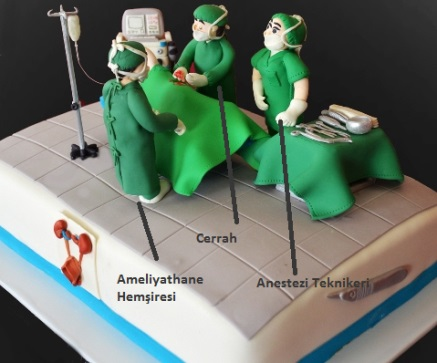 Cerrah
Ameliyathane
Hemşiresi
Anestezi Teknikeri